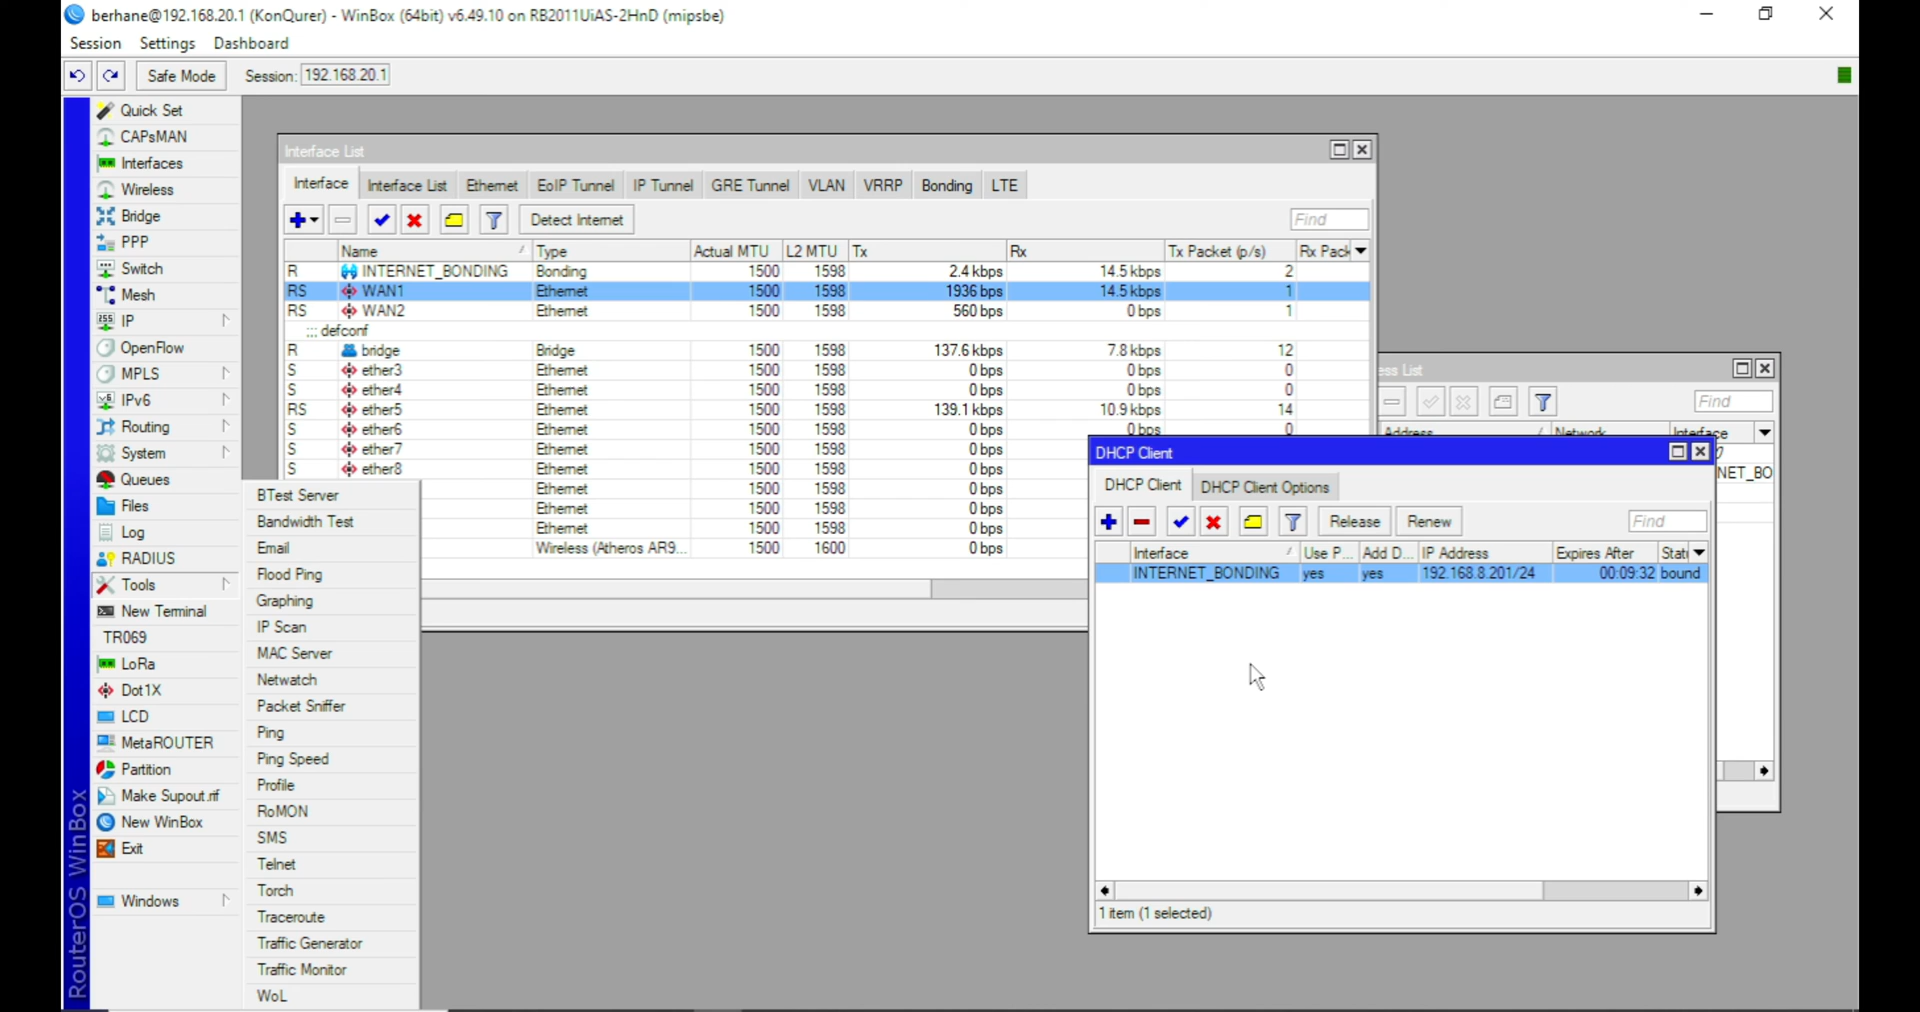 berhane@192.168.20.1 (KonQurer) - WinBox (64bit) v6.49.10 on RB2011UiAS-2HnD (mipsbe)
Session Settings Dashboard
Safe Mode Session: 192.168.20.1
Quick Set
CAPsMAN
Interfaces
Wireless
Bridge
PPP
Switch
Mesh
255 IP
OpenFlow
MPLS
v6 IPv6
Routing
System
Queues
Files
Log
RADIUS
Tools
New Terminal
TR069
LoRa
Dot1X
LCD
MetaROUTER
Partition
Make Supout.rif
New WinBox
Exit
Windows
RouterOS WinBox
BTest Server
Bandwidth Test
Email
Flood Ping
Graphing
IP Scan
MAC Server
Netwatch
Packet Sniffer
Ping
Ping Speed
Profile
RoMON
SMS
Telnet
Torch
Traceroute
Traffic Generator
Traffic Monitor
WoL
Interface List
Interface Interface List Ethernet EoIP Tunnel IP Tunnel GRE Tunnel VLAN VRRP Bonding LTE
Detect Internet Find
Name Type Actual MTU L2 MTU Tx Rx Tx Packet (p/s) Rx Pack
R INTERNET_BONDING Bonding 1500 1598 2.4 kbps 14.5 kbps 2
RS WAN1 Ethernet 1500 1598 1936 bps 14.5 kbps 1
RS WAN2 Ethernet 1500 1598 560 bps 0 bps 1
::: defconf
R bridge Bridge 1500 1598 137.6 kbps 7.8 kbps 12
S ether3 Ethernet 1500 1598 0 bps 0 bps 0
S ether4 Ethernet 1500 1598 0 bps 0 bps 0
RS ether5 Ethernet 1500 1598 139.1 kbps 10.9 kbps 14
S ether6 Ethernet 1500 1598 0 bps 0 bps 0
S ether7 Ethernet 1500 1598 0 bps
S ether8 Ethernet 1500 1598 0 bps
Ethernet 1500 1598 0 bps
Ethernet 1500 1598 0 bps
Ethernet 1500 1598 0 bps
Wireless (Atheros AR9... 1500 1600 0 bps
ess List
Find
Address Network Interface
NET_BO
DHCP Client
DHCP Client DHCP Client Options
Release Renew Find
Interface Use P... Add D... IP Address Expires After Stat
INTERNET_BONDING yes yes 192.168.8.201/24 00:09:32 bound
1 item (1 selected)